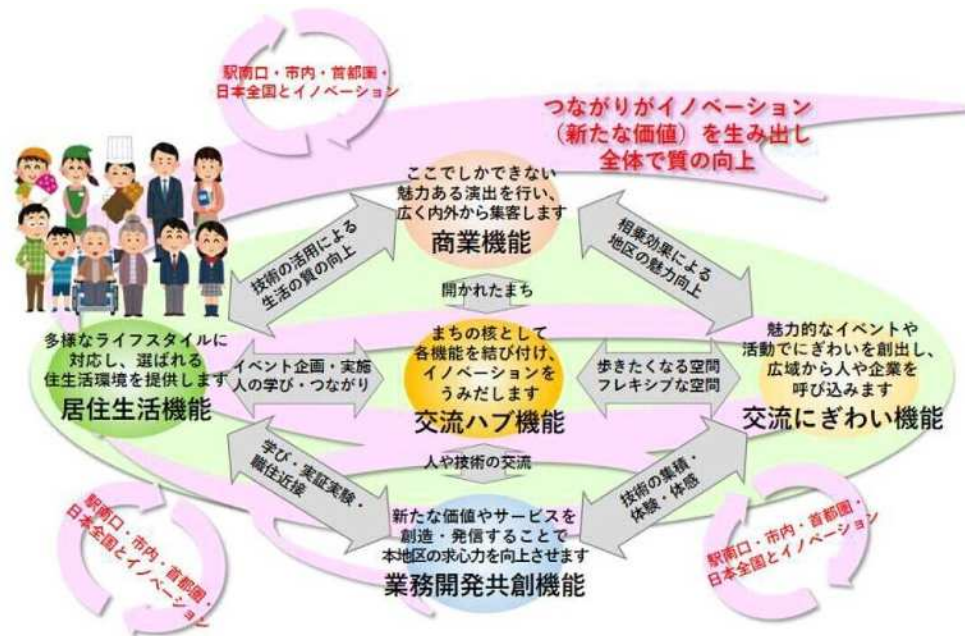 駅南口・市内・首都圏・
日本全国とイノベーション
つながりがイノベーション
（新たな価値）を生み出し
全体で質の向上
ここでしかできない
魅力ある演出を行い、
広く内外から集客します
商業機能
技術の活用による
生活の質の向上
相乗効果による
地区の魅力向上
開かれたまち
多様なライフスタイルに
対応し、選ばれる
住生活環境を提供します
居住生活機能
イベント企画・実施
人の学び・つながり
まちの核として
各機能を結び付け、
イノベーションを
うみだします
交流ハブ機能
歩きたくなる空間
フレキシブな空間
魅力的なイベントや
活動でにぎわいを創出し、
広域から人や企業を
呼び込みます
交流にぎわい機能
学び・実証実験・
職住近接
人や技術の交流
技術の集積・
体験・体感
新たな価値やサービスを
創造・発信することで
本地区の求心力を向上させます
業務開発共創機能
駅南口・市内・首都圏・
日本全国とイノベーション
駅南口・市内・首都圏・
日本全国とイノベーション